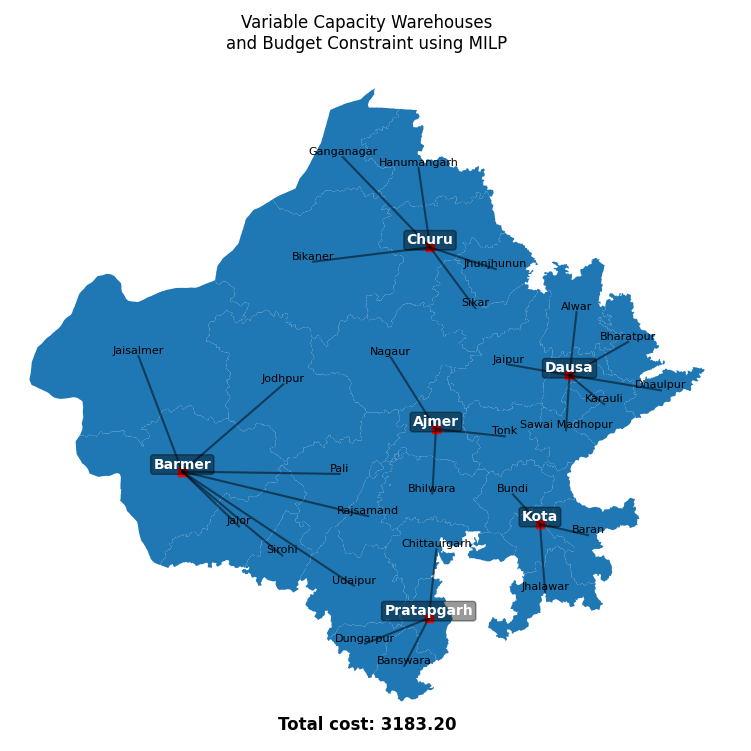 Variable Capacity Warehouses
and Budget Constraint using MILP
Ganganagar
Hanumangarh
Churu
Bikaner
Jhunjhunun
Sikar
Alwar
Bharatpur
Jaisalmer
Nagaur
Jaipur
Dausa
Jodhpur
Dhaulpur
Karauli
Ajmer
Sawai Madhopur
Tonk
Barmer
Pali
Bhilwara
Bundi
Rajsamand
Kota
Jalor
Baran
Chittaurgarh
Sirohi
Udaipur
Jhalawar
Pratapgarh
Dungarpur
Banswara
Total cost: 3183.20